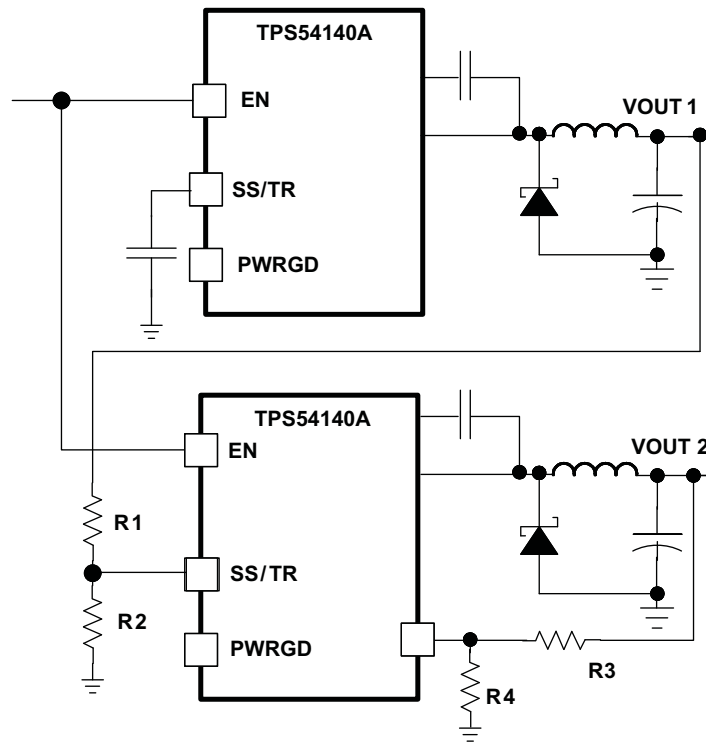 TPS54140A
EN
VOUT 1
SS/TR
PWRGD
TPS54140A
EN
VOUT 2
R1
SS/TR
R2
PWRGD
R3
R4